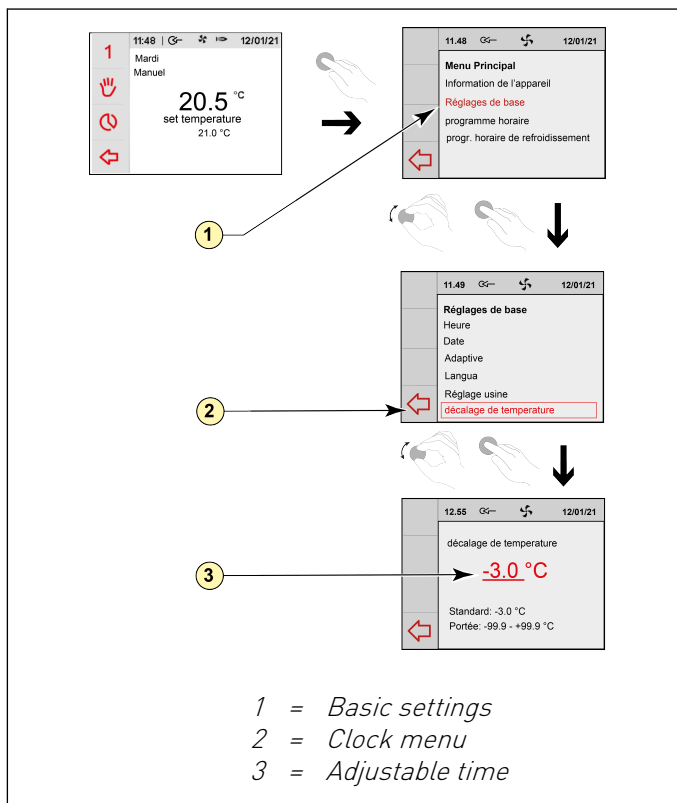 11:48 12/01/21
1
Mardi
Manuel
20.5 °C
set temperature
21.0 °C
11.48 12/01/21
Menu Principal
Information de l'appareil
Réglages de base
programme horaire
progr. horaire de refroidissement
1
11.49 12/01/21
Réglages de base
Heure
Date
Adaptive
Langua
Réglage usine
décalage de temperature
2
12.55 12/01/21
décalage de temperature
-3.0 °C
3
Standard: -3.0 °C
Portée: -99.9 - +99.9 °C
1 = Basic settings
2 = Clock menu
3 = Adjustable time